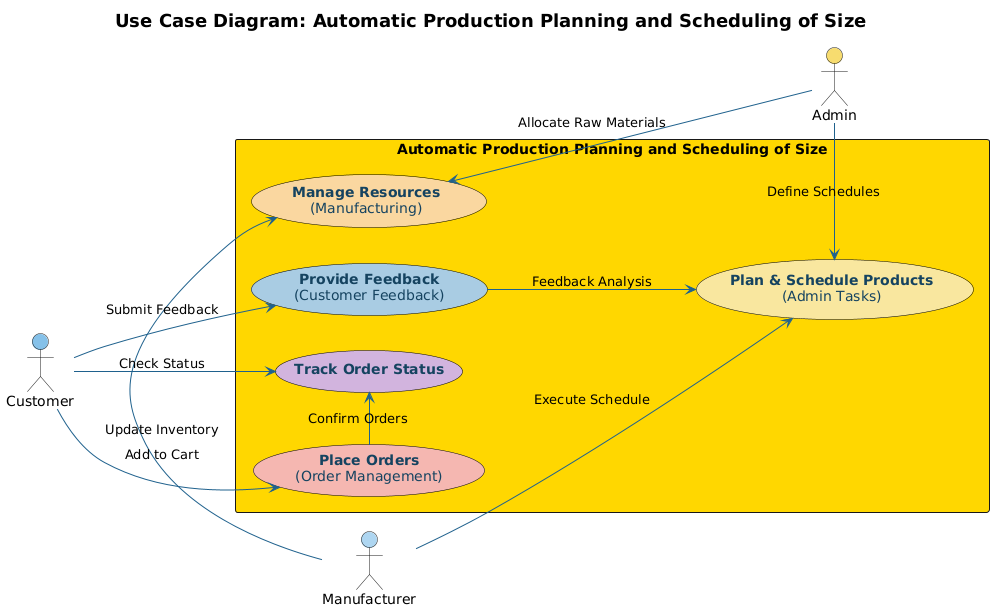 Use Case Diagram: Automatic Production Planning and Scheduling of Size
Admin
Allocate Raw Materials
Automatic Production Planning and Scheduling of Size
Manage Resources
(Manufacturing)
Define Schedules
Provide Feedback
(Customer Feedback)
Feedback Analysis
Plan & Schedule Products
(Admin Tasks)
Submit Feedback
Check Status
Track Order Status
Customer
Execute Schedule
Confirm Orders
Update Inventory
Add to Cart
Place Orders
(Order Management)
Manufacturer